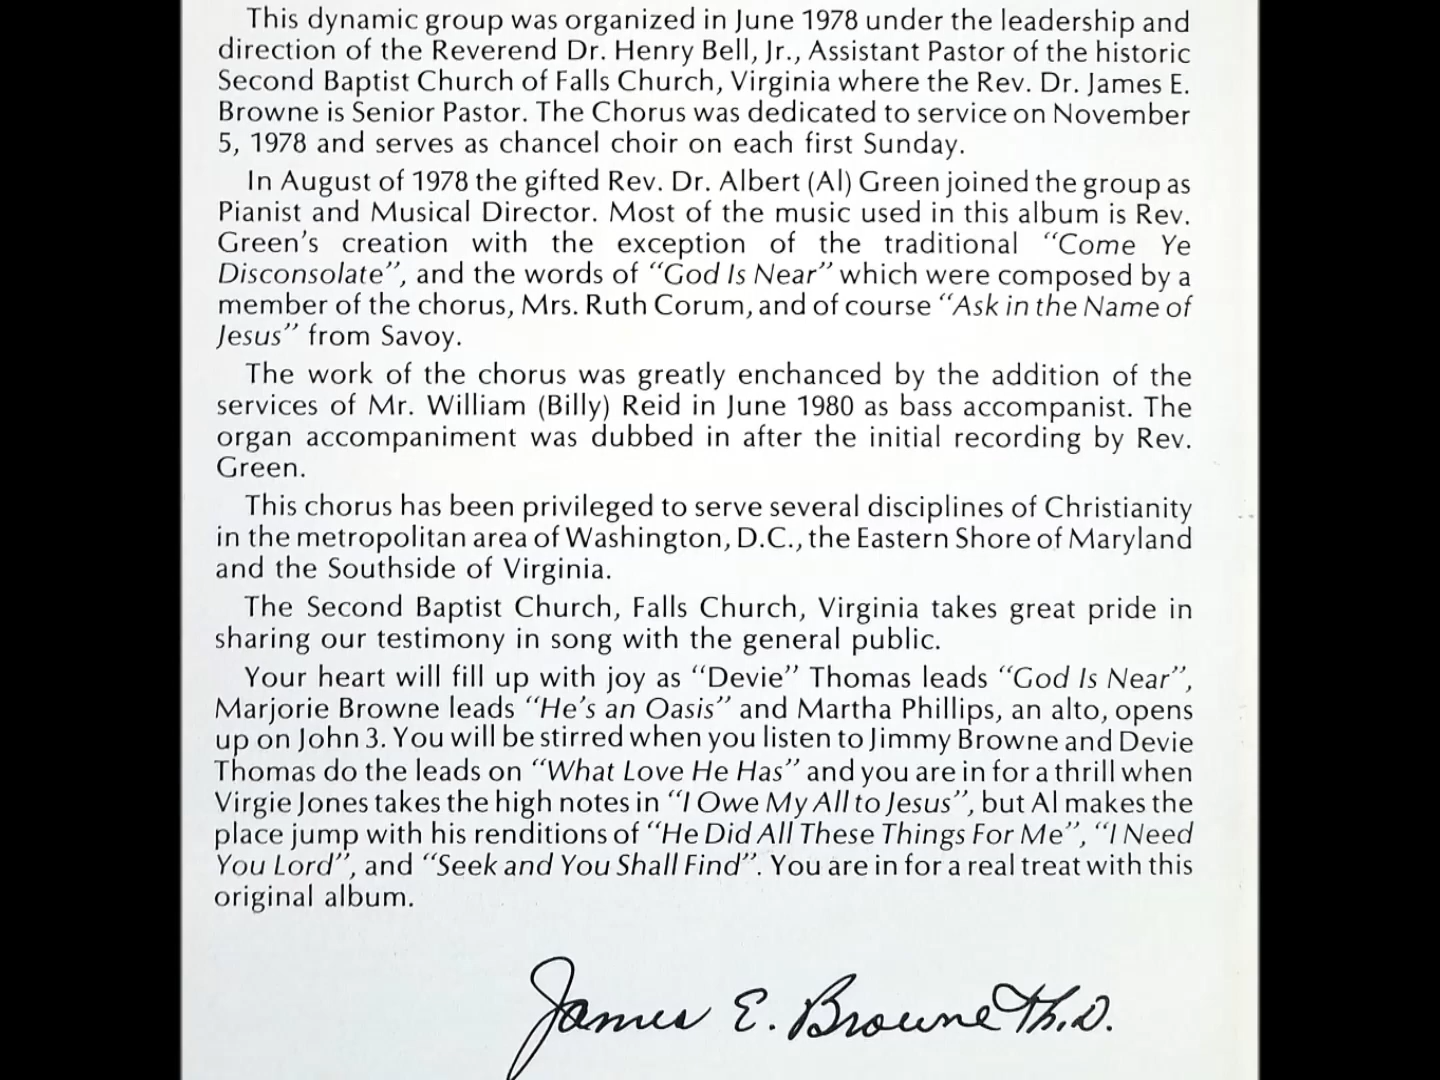 This dynamic group was organized in June 1978 under the leadership and
direction of the Reverend Dr. Henry Bell, Jr., Assistant Pastor of the historic
Second Baptist Church of Falls Church, Virginia where the Rev. Dr. James E.
Browne is Senior Pastor. The Chorus was dedicated to service on November
5, 1978 and serves as chancel choir on each first Sunday.
In August of 1978 the gifted Rev. Dr. Albert (Al) Green joined the group as
Pianist and Musical Director. Most of the music used in this album is Rev.
Green's creation with the exception of the traditional "Come Ye
Disconsolate", and the words of "God Is Near" which were composed by a
member of the chorus, Mrs. Ruth Corum, and of course "Ask in the Name of
Jesus" from Savoy.
The work of the chorus was greatly enchanced by the addition of the
services of Mr. William (Billy) Reid in June 1980 as bass accompanist. The
organ accompaniment was dubbed in after the initial recording by Rev.
Green.
This chorus has been privileged to serve several disciplines of Christianity
in the metropolitan area of Washington, D.C., the Eastern Shore of Maryland
and the Southside of Virginia.
The Second Baptist Church, Falls Church, Virginia takes great pride in
sharing our testimony in song with the general public.
Your heart will fill up with joy as "Devie" Thomas leads "God Is Near",
Marjorie Browne leads "He's an Oasis" and Martha Phillips, an alto, opens
up on John 3. You will be stirred when you listen to Jimmy Browne and Devie
Thomas do the leads on "What Love He Has" and you are in for a thrill when
Virgie Jones takes the high notes in "I Owe My All to Jesus", but Al makes the
place jump with his renditions of "He Did All These Things For Me", "I Need
You Lord", and "Seek and You Shall Find". You are in for a real treat with this
original album.
James E. Browne Th.D.